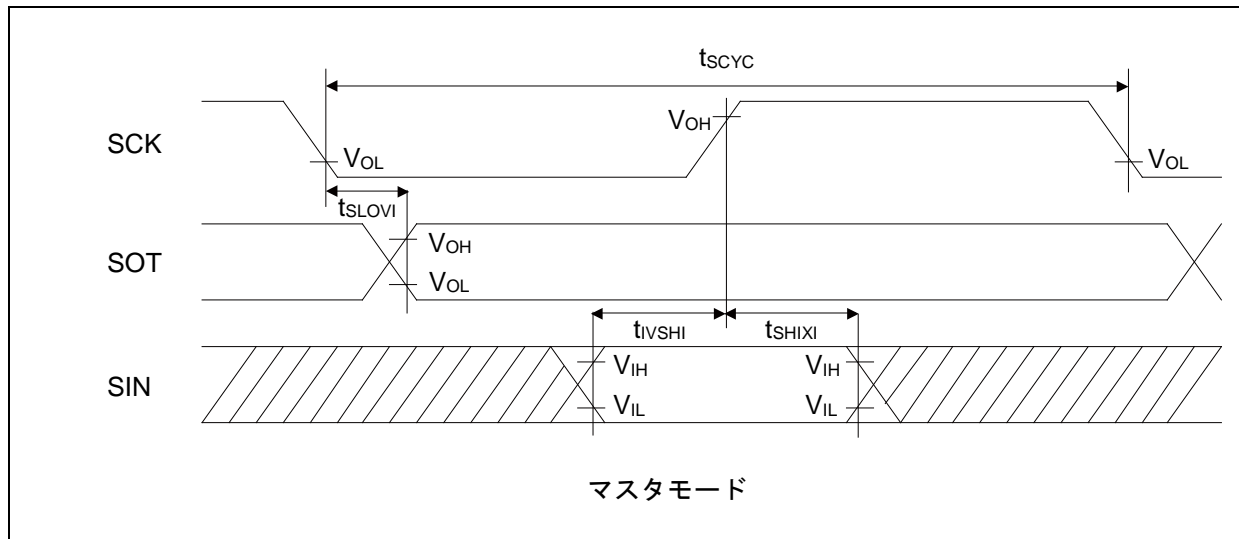 tSCYC
SCK
VOH
VOL
VOL
tSLOVI
SOT
VOH
VOL
tIVSHI
tSHIXI
SIN
VIH
VIH
VIL
VIL
マスタモード